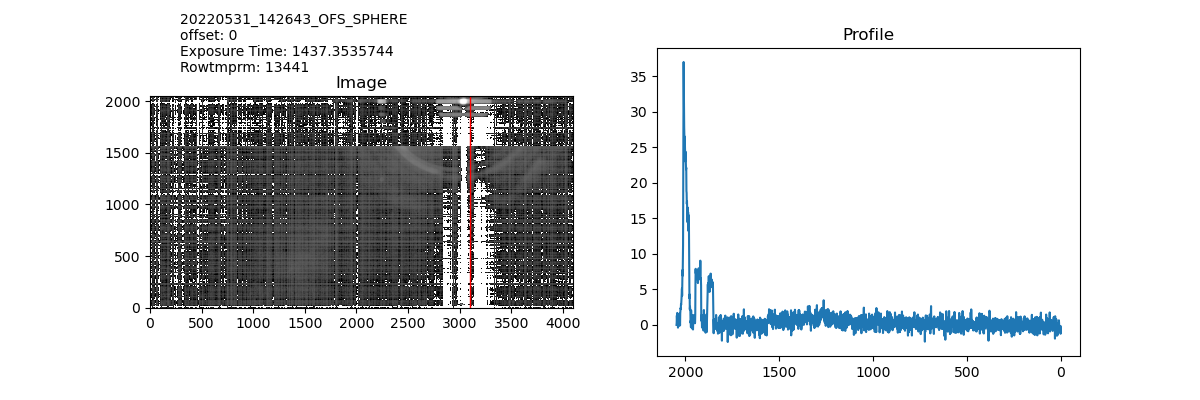 20220531_142643_OFS_SPHERE
offset: 0
Exposure Time: 1437.3535744
Rowtmprm: 13441
Image
Profile
2000
1500
1000
500
0
0 500 1000 1500 2000 2500 3000 3500 4000
35
30
25
20
15
10
5
0
2000 1500 1000 500 0